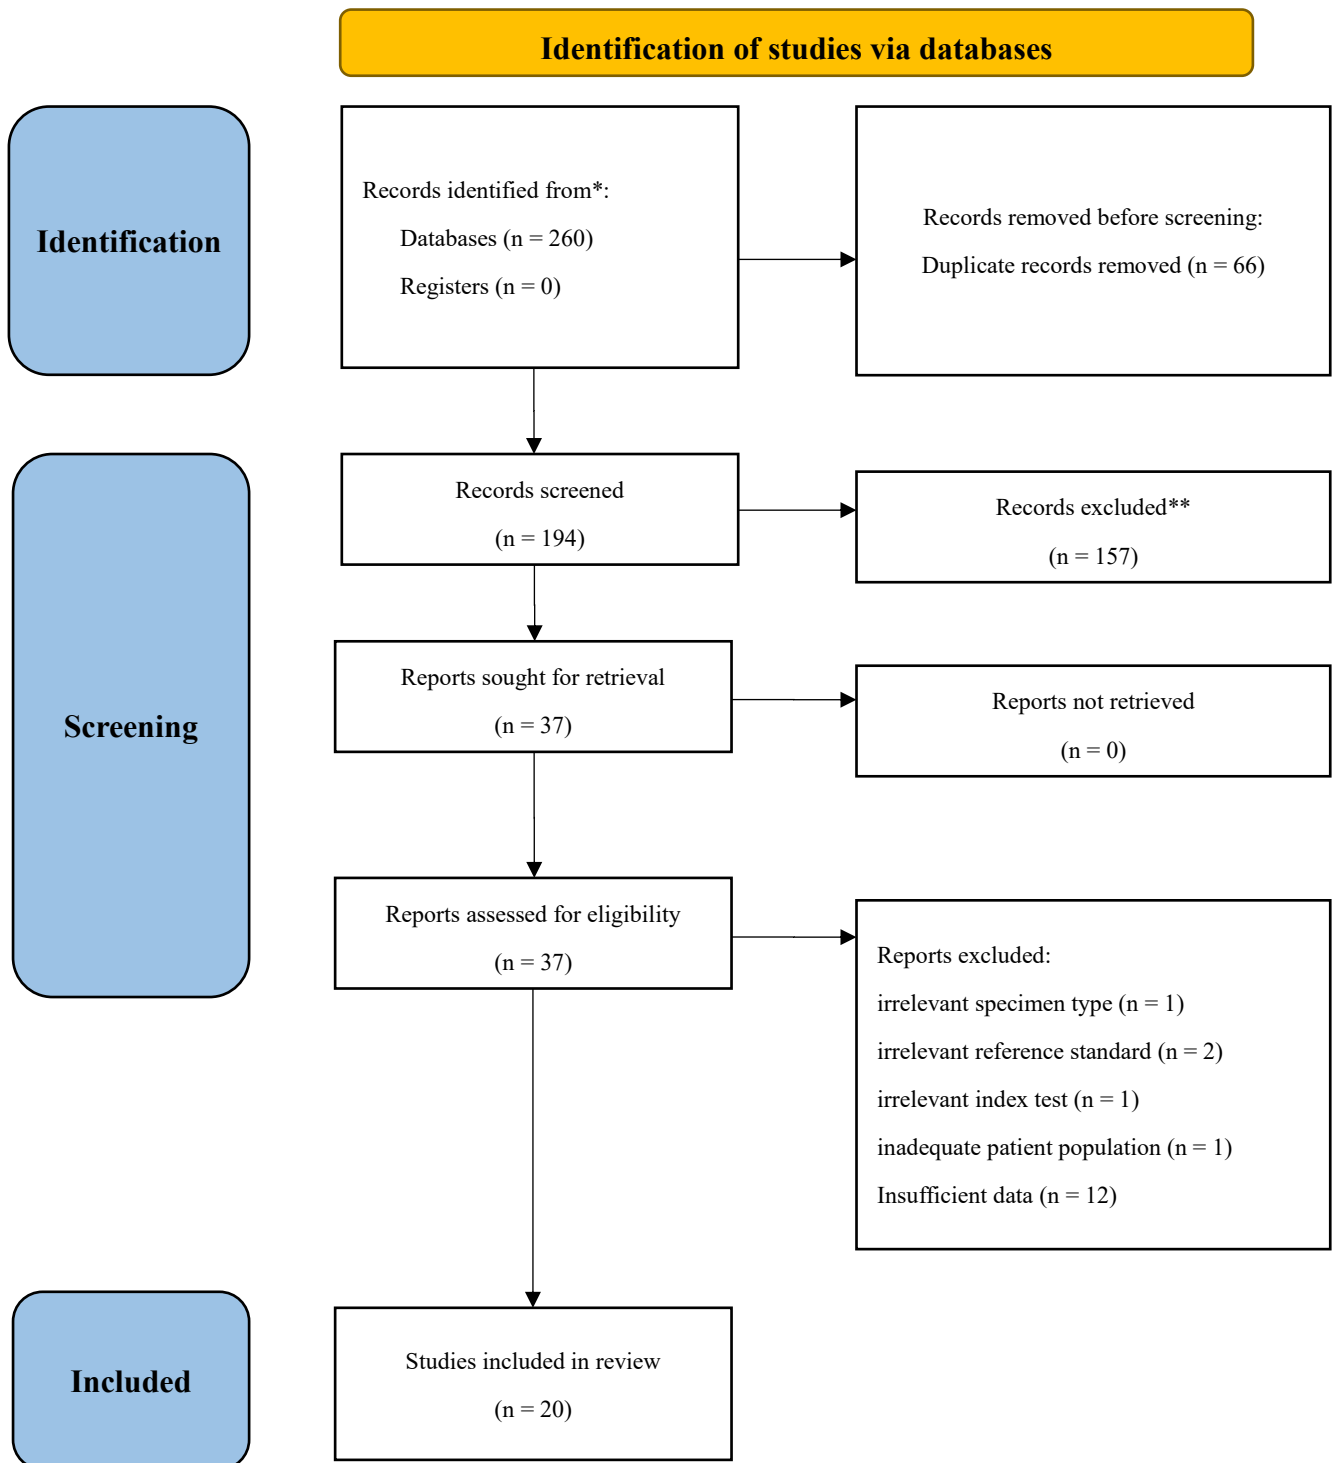 Identification of studies via databases
Identification
Records identified from*:
Databases (n = 260)
Registers (n = 0)
Records removed before screening:
Duplicate records removed (n = 66)
Screening
Records screened
(n = 194)
Records excluded**
(n = 157)
Reports sought for retrieval
(n = 37)
Reports not retrieved
(n = 0)
Reports assessed for eligibility
(n = 37)
Reports excluded:
irrelevant specimen type (n = 1)
irrelevant reference standard (n = 2)
irrelevant index test (n = 1)
inadequate patient population (n = 1)
Insufficient data (n = 12)
Included
Studies included in review
(n = 20)